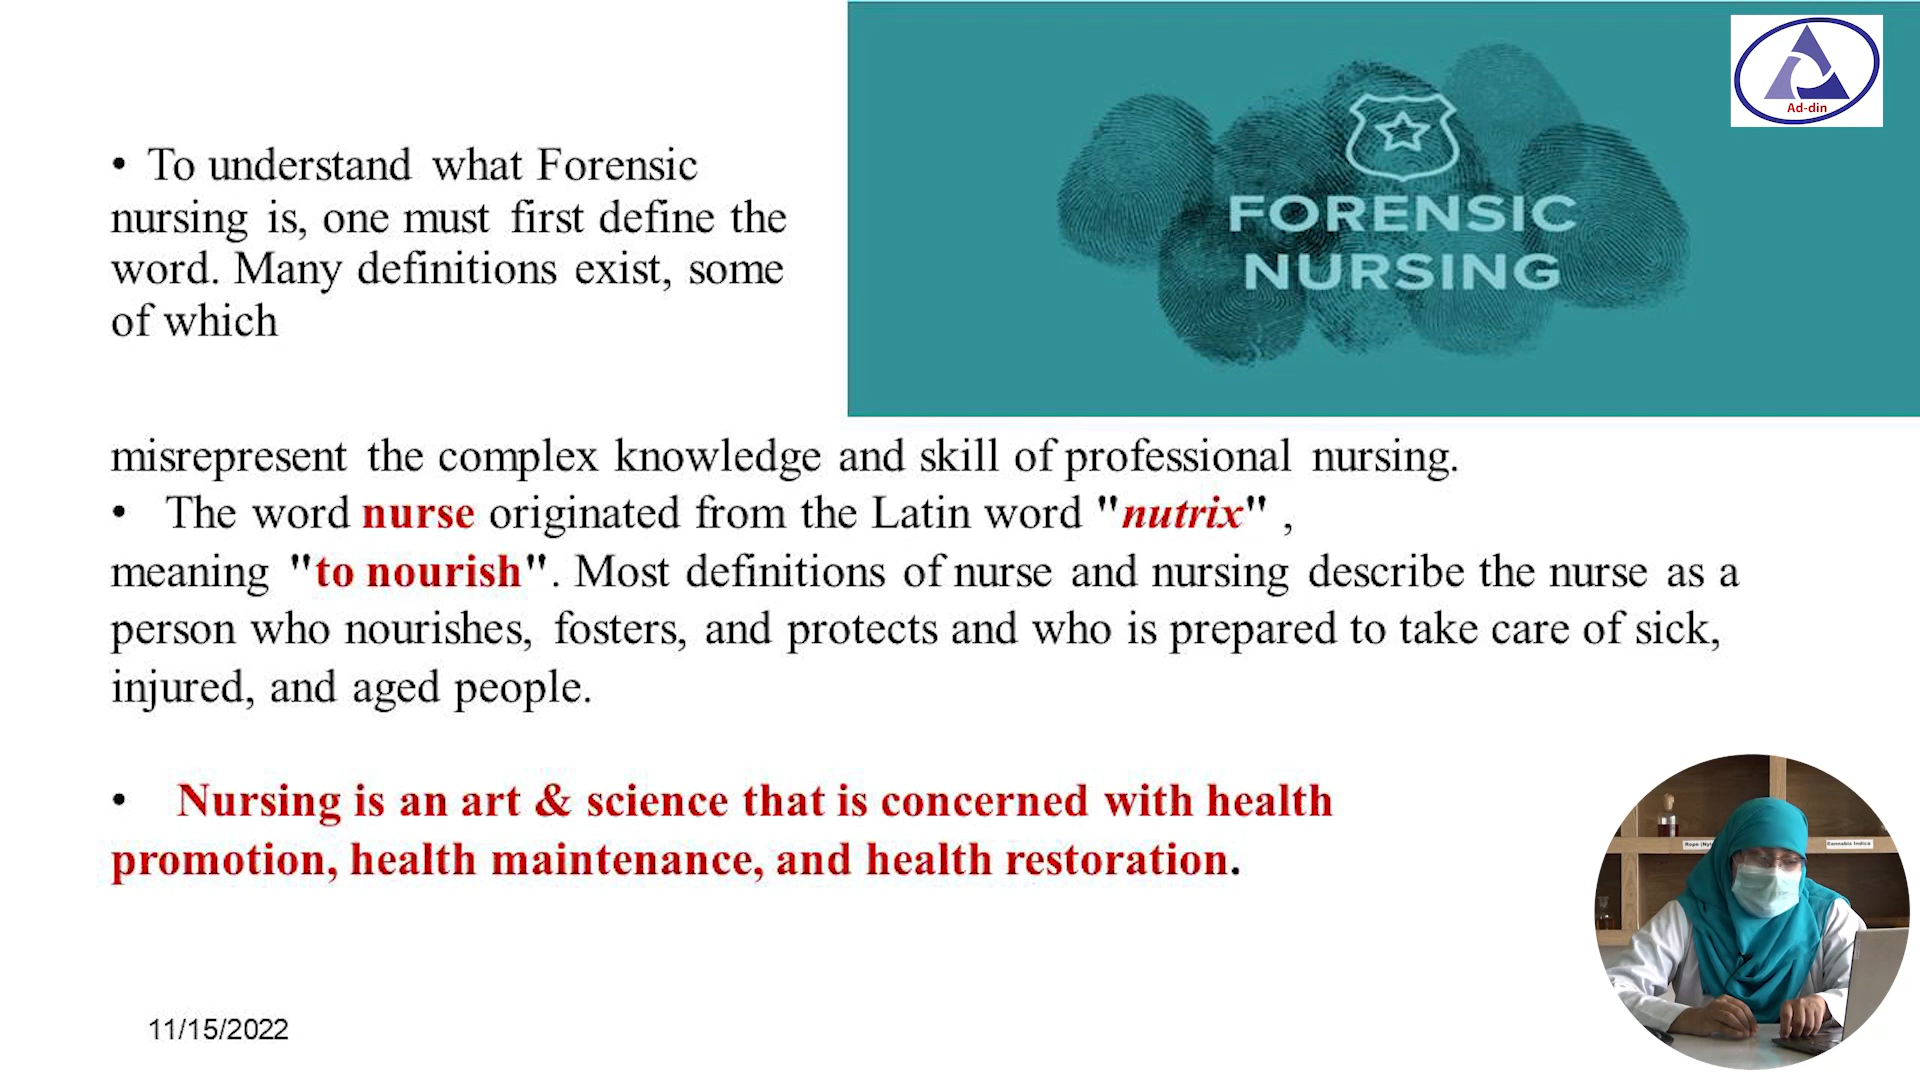 Ad-din
FORENSIC
NURSING
• To understand what Forensic
nursing is, one must first define the
word. Many definitions exist, some
of which
misrepresent the complex knowledge and skill of professional nursing.
• The word nurse originated from the Latin word "nutrix" ,
meaning "to nourish". Most definitions of nurse and nursing describe the nurse as a
person who nourishes, fosters, and protects and who is prepared to take care of sick,
injured, and aged people.
• Nursing is an art & science that is concerned with health
promotion, health maintenance, and health restoration.
Rope
Cannabis Indica
11/15/2022